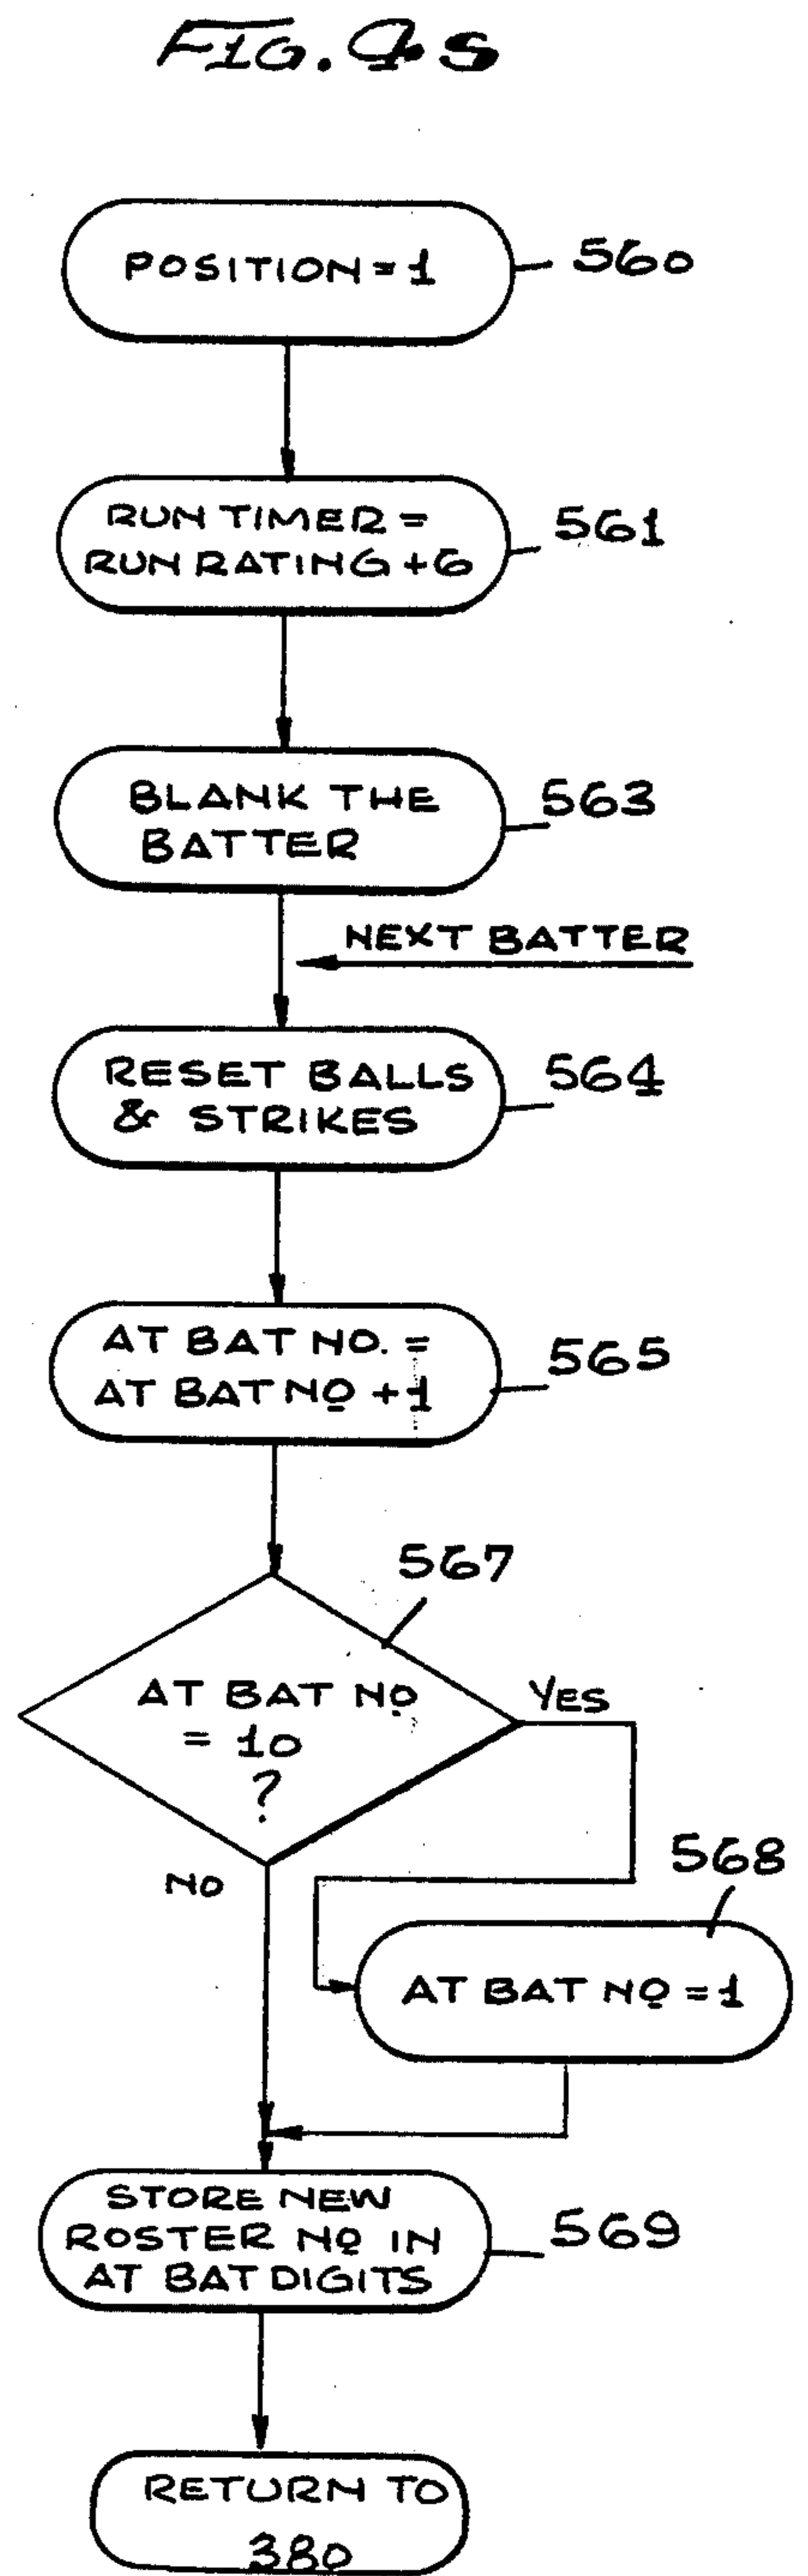 FIG. 4s
POSITION = 1
560
RUN TIMER =
RUN RATING + 6
561
BLANK THE
BATTER
563
NEXT BATTER
RESET BALLS
& STRIKES
564
AT BAT NO. =
AT BAT NO + 1
565
567
AT BAT NO
= 10
?
YES
NO
568
AT BAT NO = 1
STORE NEW
ROSTER NO IN
AT BAT DIGITS
569
RETURN TO
380